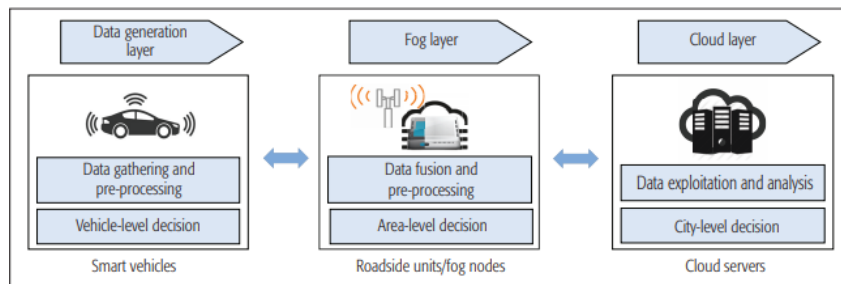 Data generation
layer
Fog layer
Cloud layer
Data gathering and
pre-processing
Vehicle-level decision
Smart vehicles
Data fusion and
pre-processing
Area-level decision
Roadside units/fog nodes
Data exploitation and analysis
City-level decision
Cloud servers